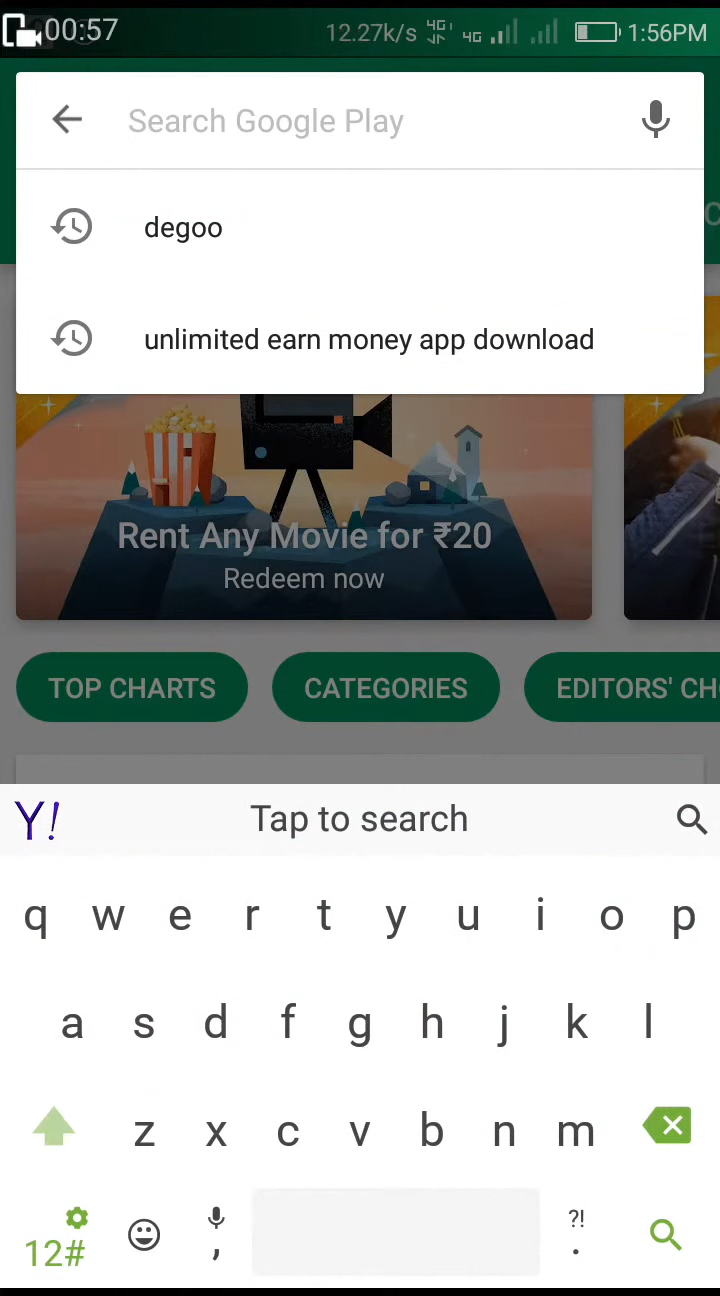 00:57 12.27k/s 4G 4G 1:56PM
Search Google Play
degoo
unlimited earn money app download
Rent Any Movie for ₹20
Redeem now
TOP CHARTS CATEGORIES EDITORS' CH
Y! Tap to search
q w e r t y u i o p
a s d f g h j k l
z x c v b n m
12# , ?! .